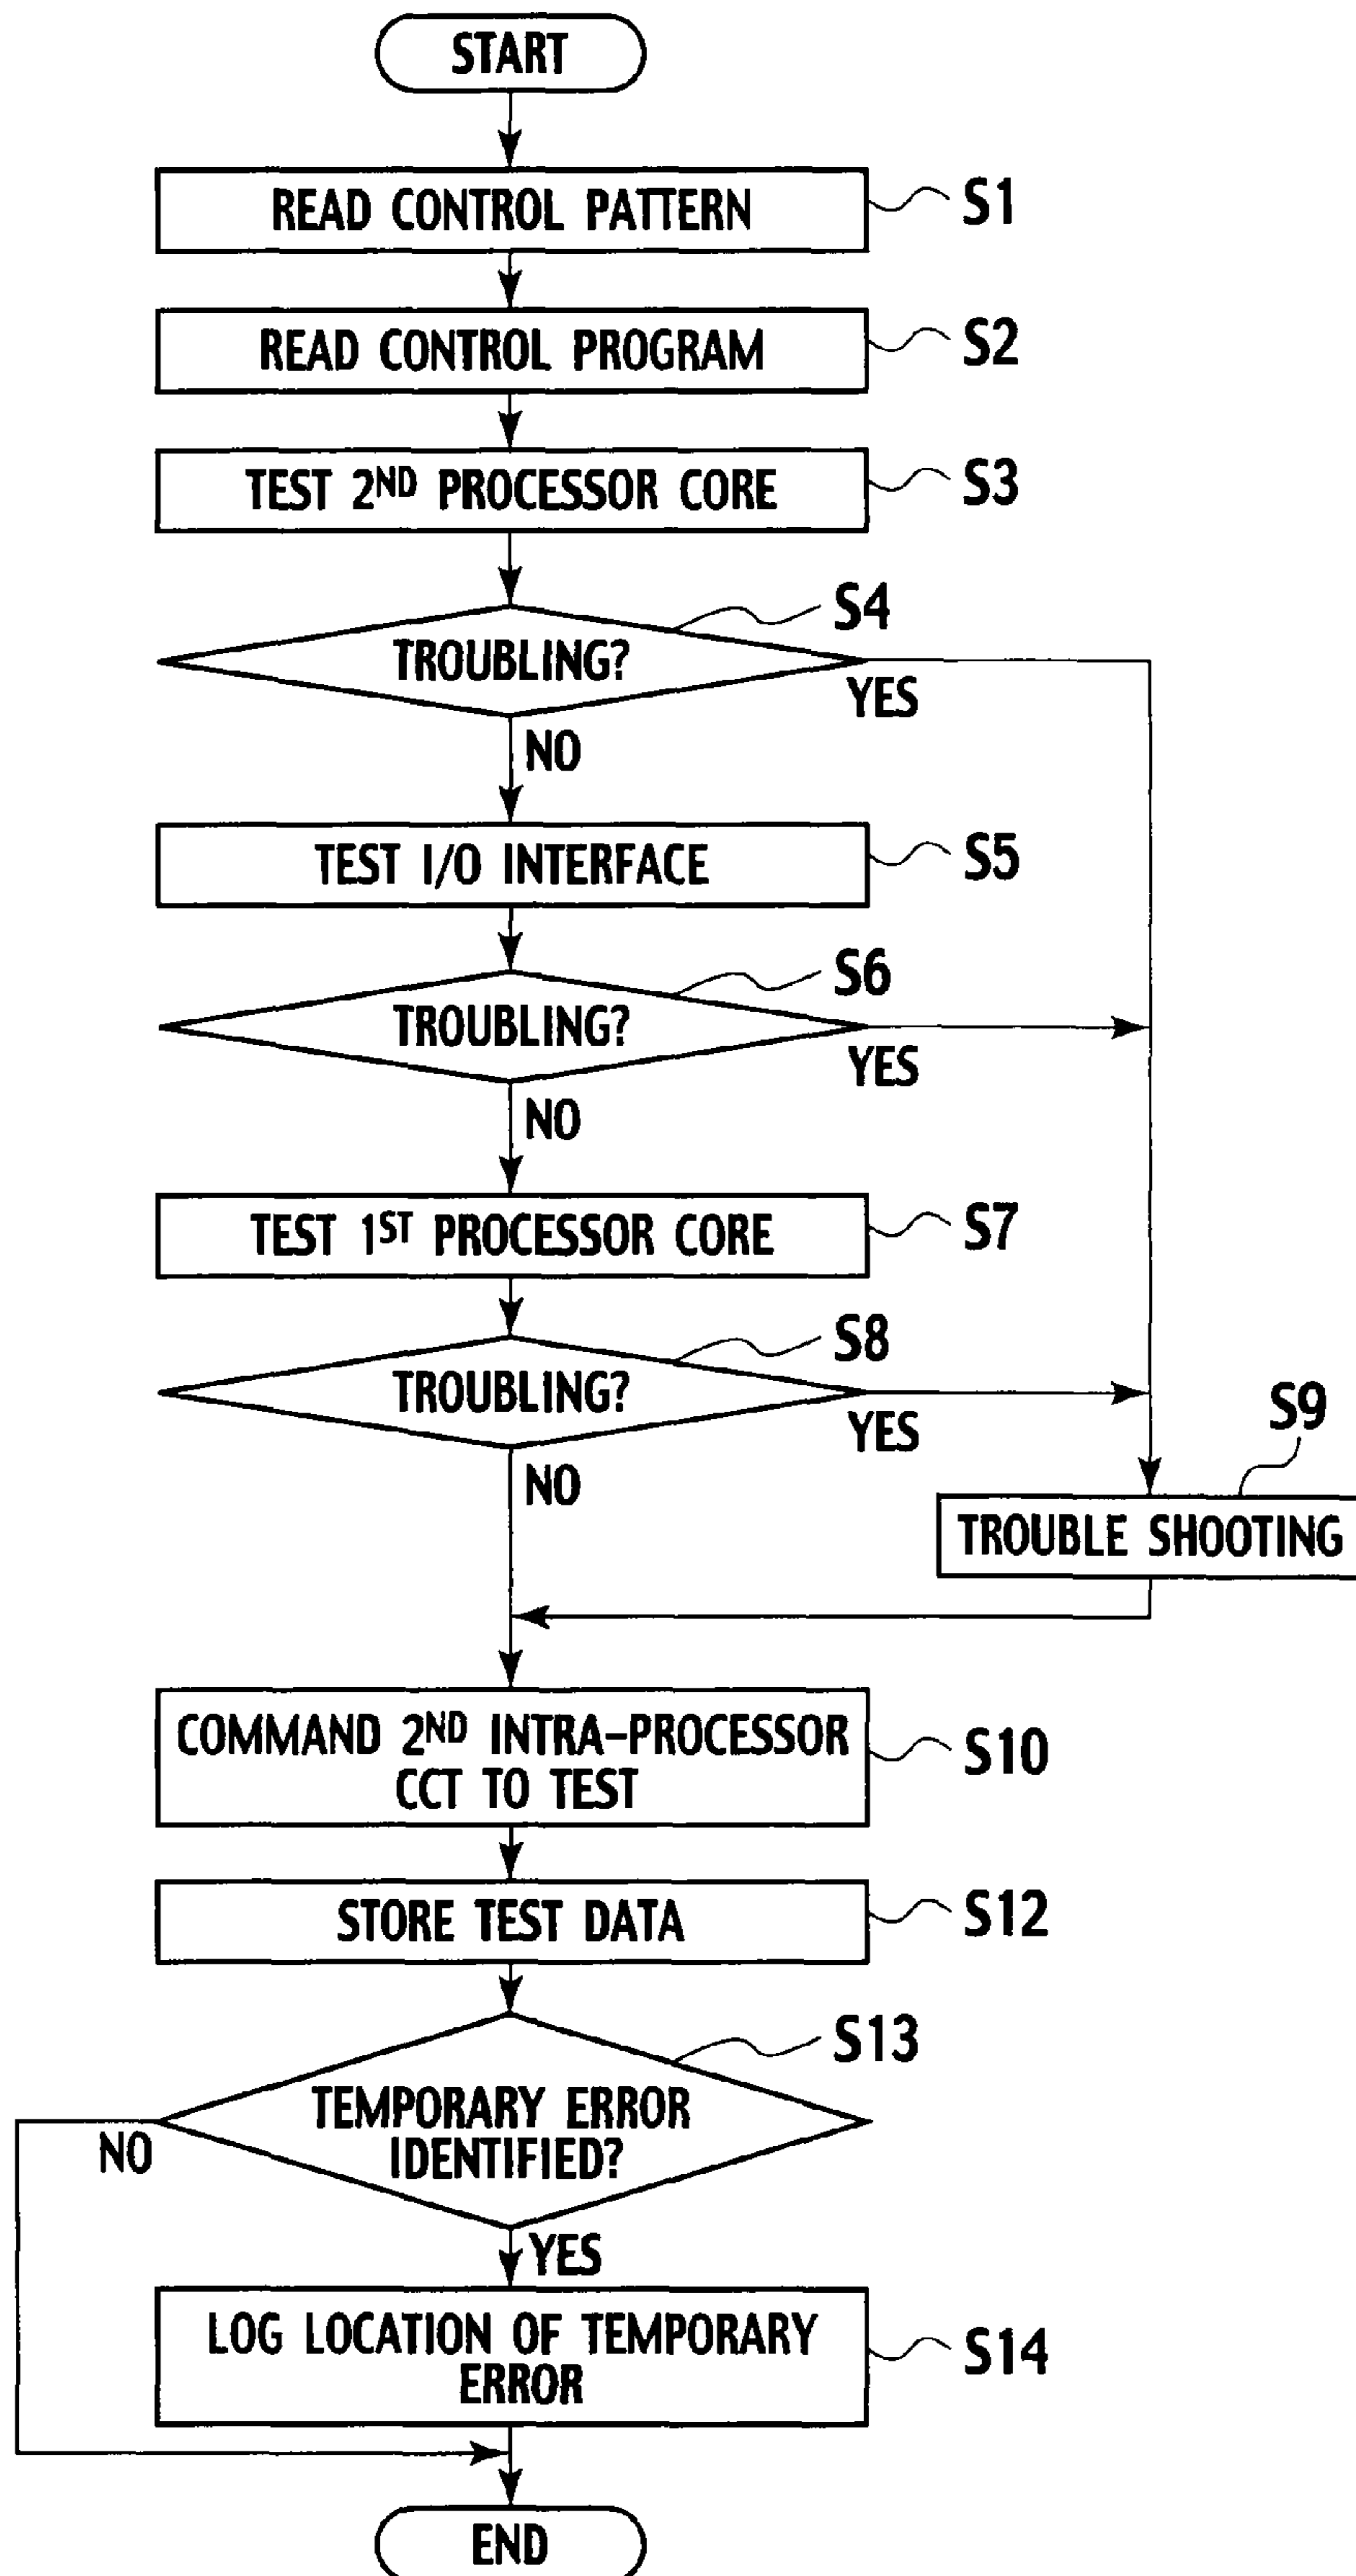 START
READ CONTROL PATTERN
S1
READ CONTROL PROGRAM
S2
TEST 2ND PROCESSOR CORE
S3
S4
TROUBLING?
YES
NO
TEST I/O INTERFACE
S5
S6
TROUBLING?
YES
NO
TEST 1ST PROCESSOR CORE
S7
S8
TROUBLING?
YES
NO
S9
TROUBLE SHOOTING
COMMAND 2ND INTRA-PROCESSOR
CCT TO TEST
S10
STORE TEST DATA
S12
S13
TEMPORARY ERROR
IDENTIFIED?
NO
YES
LOG LOCATION OF TEMPORARY
ERROR
S14
END